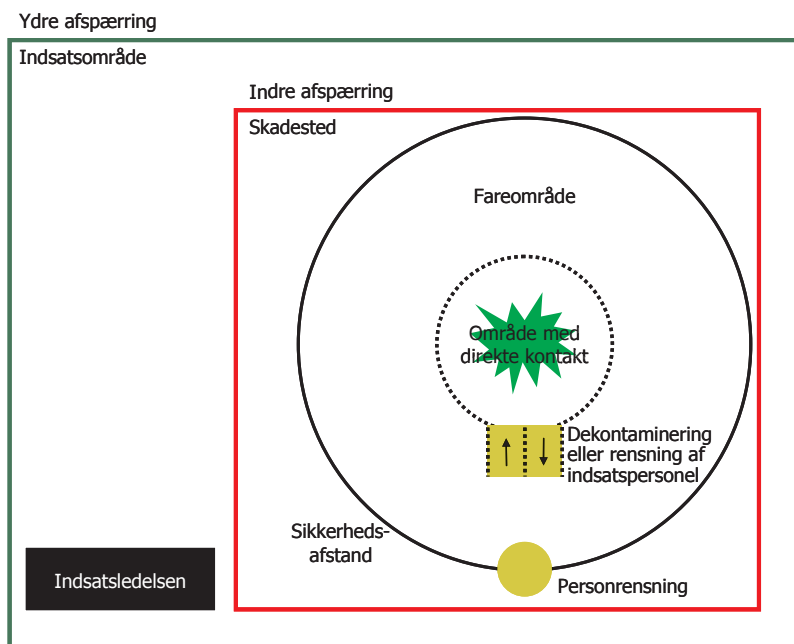 Ydre afspærring
Indsatsområde
Indre afspærring
Skadested
Fareområde
Område med
direkte kontakt
Dekontaminering
eller rensning af
indsatspersonel
Sikkerheds-
afstand
Indsatsledelsen
Personrensning